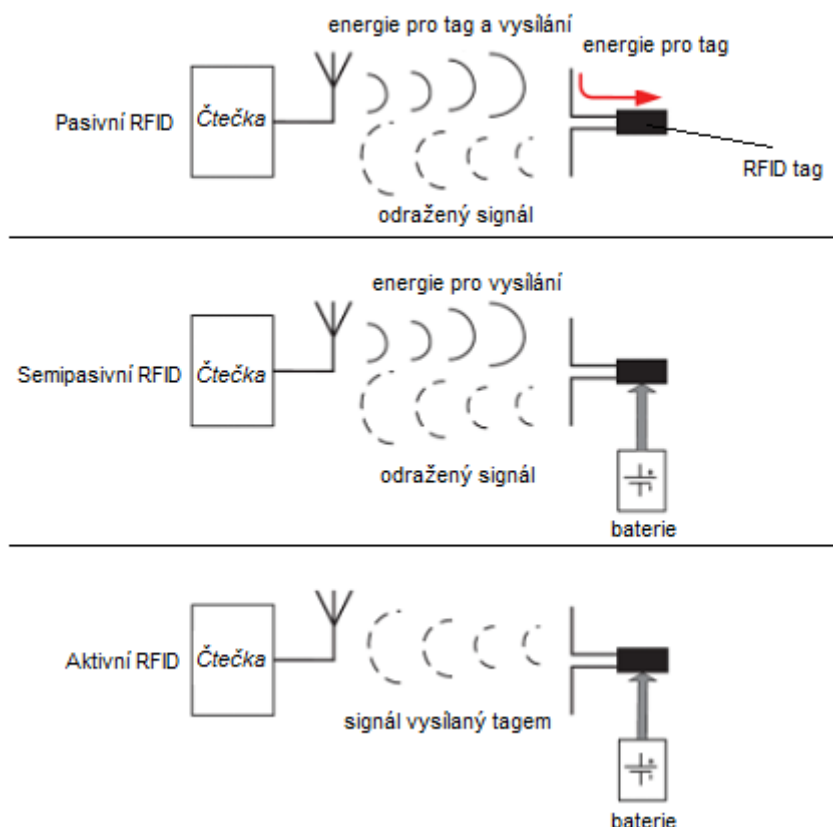 energie pro tag a vysílání
energie pro tag
Pasivní RFID
Čtečka
RFID tag
odražený signál
energie pro vysílání
Semipasivní RFID
Čtečka
odražený signál
baterie
Aktivní RFID
Čtečka
signál vysílaný tagem
baterie